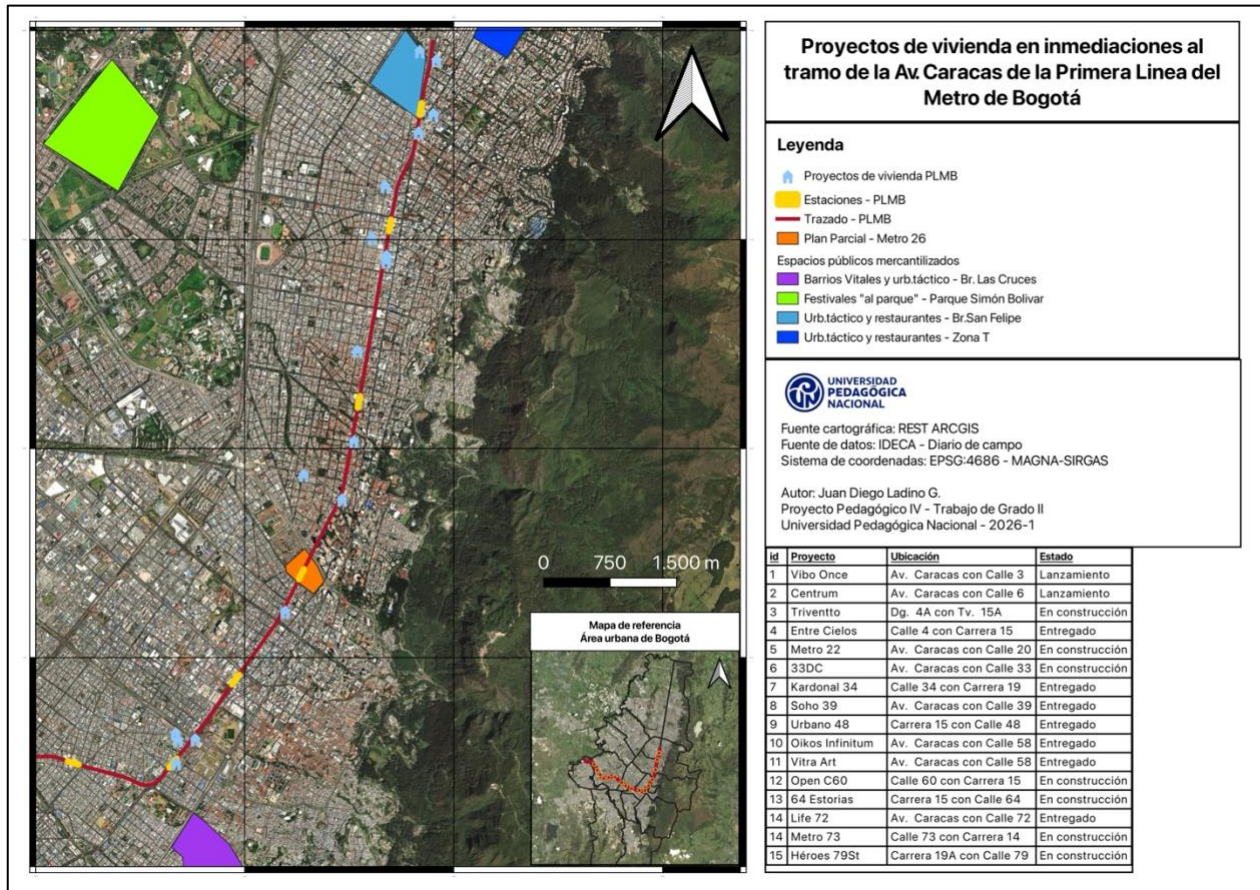 Proyectos de vivienda en inmediaciones al
tramo de la Av. Caracas de la Primera Linea del
Metro de Bogotá
Leyenda
Proyectos de vivienda PLMB
Estaciones - PLMB
Trazado - PLMB
Plan Parcial - Metro 26
Espacios públicos mercantilizados
Barrios Vitales y urb.táctico - Br. Las Cruces
Festivales "al parque" - Parque Simón Bolivar
Urb.táctico y restaurantes - Br.San Felipe
Urb.táctico y restaurantes - Zona T
UNIVERSIDAD
PEDAGÓGICA
NACIONAL
Fuente cartográfica: REST ARCGIS
Fuente de datos: IDECA - Diario de campo
Sistema de coordenadas: EPSG:4686 - MAGNA-SIRGAS
Autor: Juan Diego Ladino G.
Proyecto Pedagógico IV - Trabajo de Grado II
Universidad Pedagógica Nacional - 2026-1
0 750 1.500 m
Mapa de referencia
Área urbana de Bogotá
id Proyecto Ubicación Estado
1 Vibo Once Av. Caracas con Calle 3 Lanzamiento
2 Centrum Av. Caracas con Calle 6 Lanzamiento
3 Triventto Dg. 4A con Tv. 15A En construcción
4 Entre Cielos Calle 4 con Carrera 15 Entregado
5 Metro 22 Av. Caracas con Calle 20 En construcción
6 33DC Av. Caracas con Calle 33 En construcción
7 Kardonal 34 Calle 34 con Carrera 19 Entregado
8 Soho 39 Av. Caracas con Calle 39 Entregado
9 Urbano 48 Carrera 15 con Calle 48 Entregado
10 Oikos Infinitum Av. Caracas con Calle 58 Entregado
11 Vitra Art Av. Caracas con Calle 58 Entregado
12 Open C60 Calle 60 con Carrera 15 En construcción
13 64 Estorias Carrera 15 con Calle 64 En construcción
14 Life 72 Av. Caracas con Calle 72 Entregado
14 Metro 73 Calle 73 con Carrera 14 En construcción
15 Héroes 79St Carrera 19A con Calle 79 En construcción